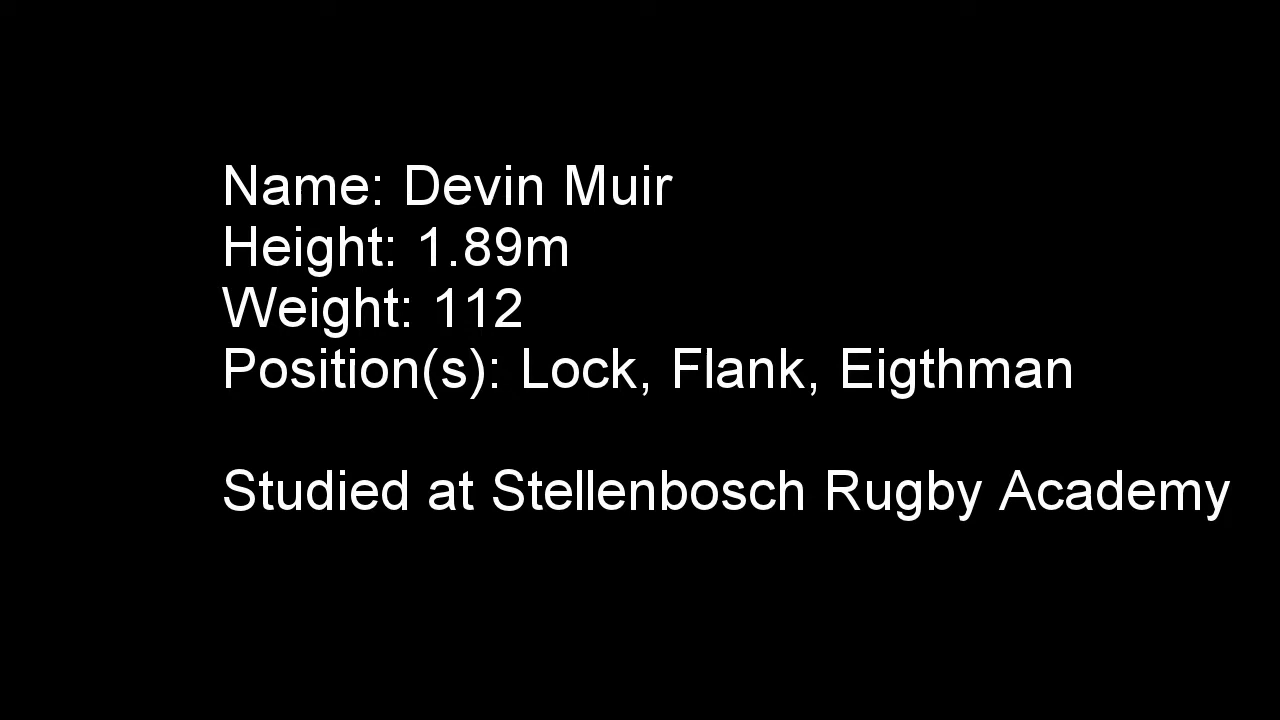 Name: Devin Muir
Height: 1.89m
Weight: 112
Position(s): Lock, Flank, Eigthman
Studied at Stellenbosch Rugby Academy